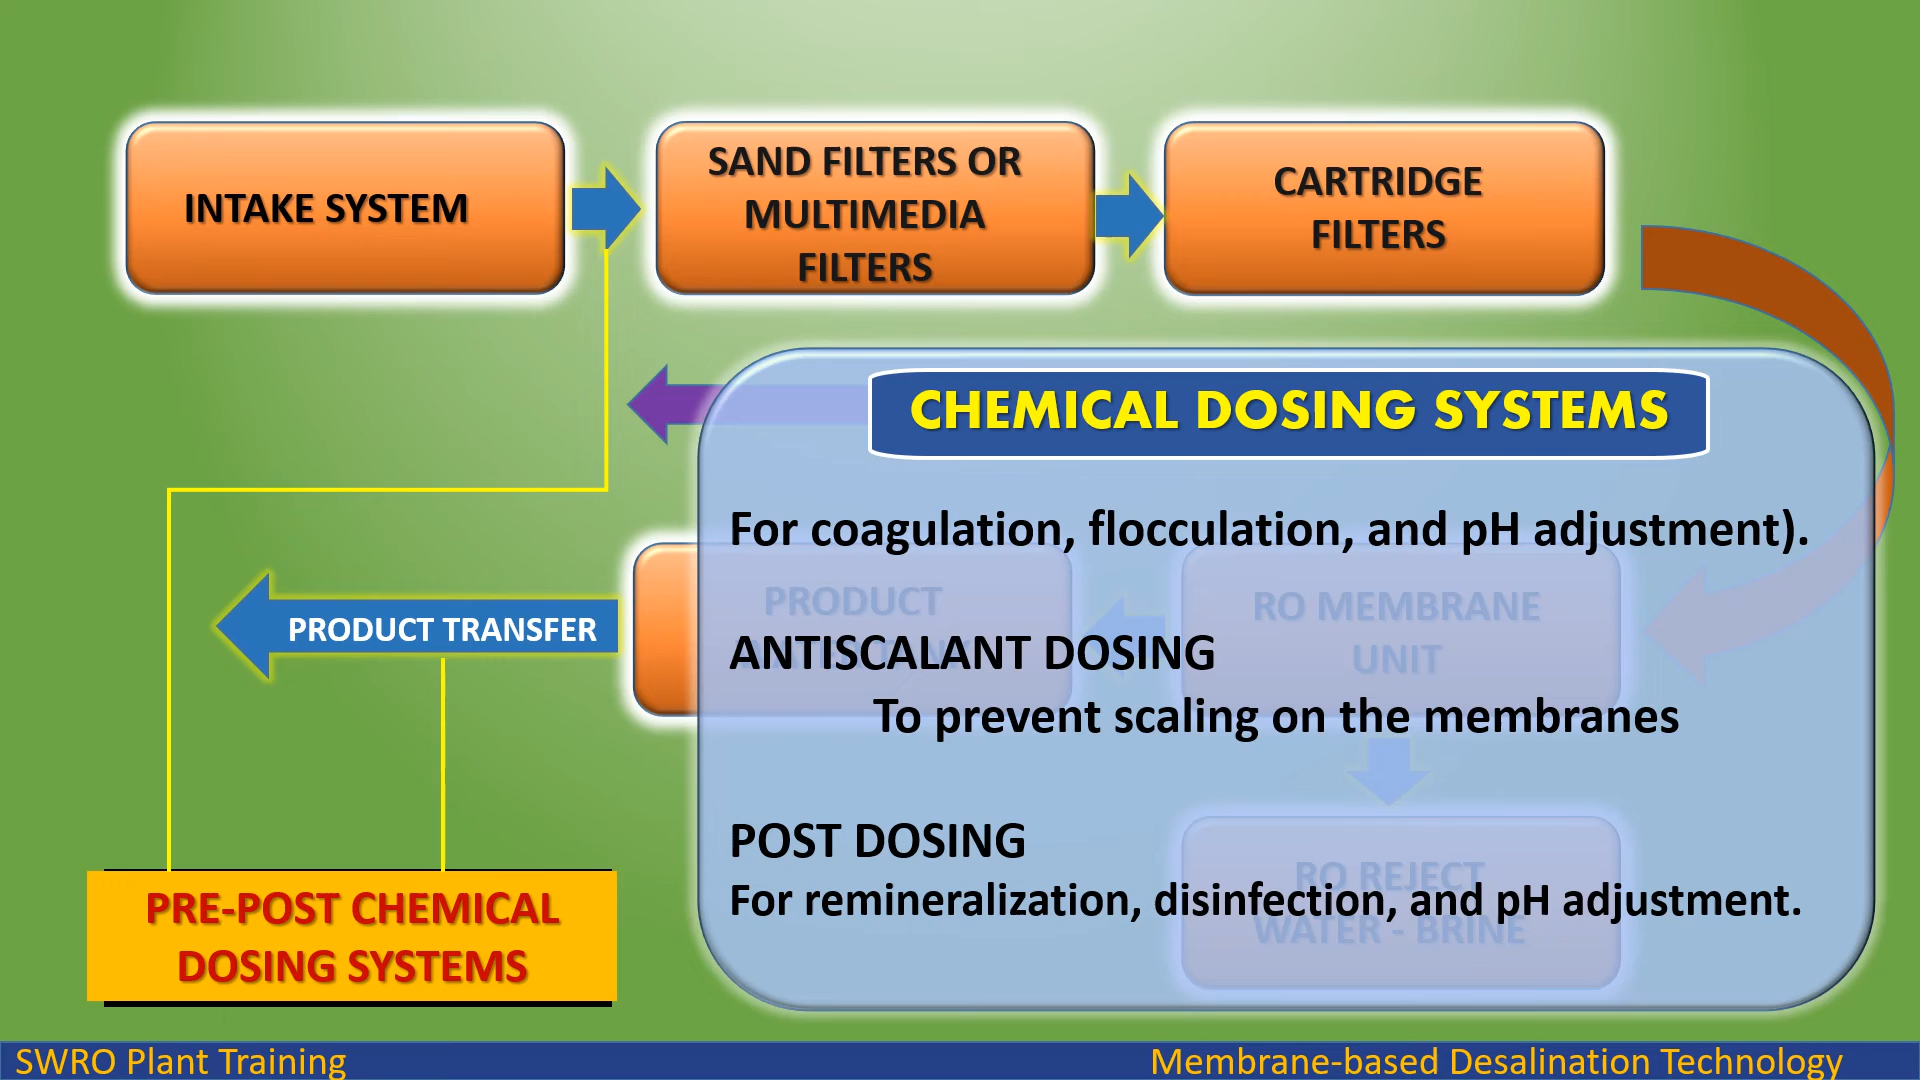 INTAKE SYSTEM
SAND FILTERS OR
MULTIMEDIA
FILTERS
CARTRIDGE
FILTERS
CHEMICAL DOSING SYSTEMS
For coagulation, flocculation, and pH adjustment).
PRODUCT
RO MEMBRANE
UNIT
PRODUCT TRANSFER
ANTISCALANT DOSING
To prevent scaling on the membranes
POST DOSING
For remineralization, disinfection, and pH adjustment.
RO REJECT
WATER - BRINE
PRE-POST CHEMICAL
DOSING SYSTEMS
SWRO Plant Training
Membrane-based Desalination Technology